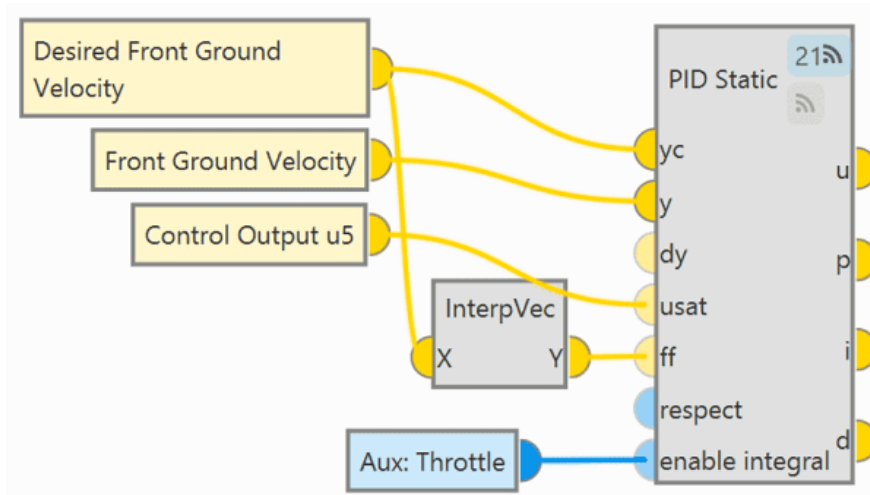 Desired Front Ground
Velocity
Front Ground Velocity
Control Output u5
InterpVec
X Y
Aux: Throttle
PID Static
21
yc
y
dy
usat
ff
respect
enable integral
u
p
i
d